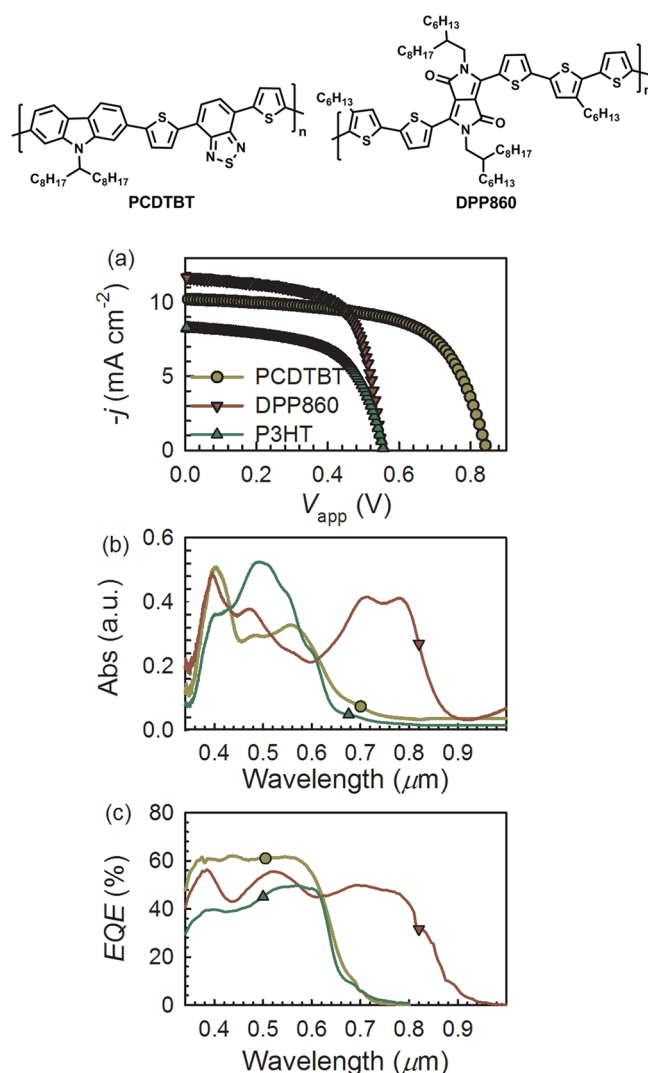 C6H13
C8H17
N
S
S
S
O
C6H13
S
S
N
O
C6H13
n
S
S
N
N
N
S
n
C8H17
C8H17
C8H17
C6H13
PCDTBT
DPP860
(a)
10
5
0
-j (mA cm-2)
PCDTBT
DPP860
P3HT
0.0 0.2 0.4 0.6 0.8
Vapp (V)
(b)
0.6
0.4
0.2
0.0
Abs (a.u.)
0.4 0.5 0.6 0.7 0.8 0.9
Wavelength (μm)
(c)
80
60
40
20
0
EQE (%)
0.4 0.5 0.6 0.7 0.8 0.9
Wavelength (μm)